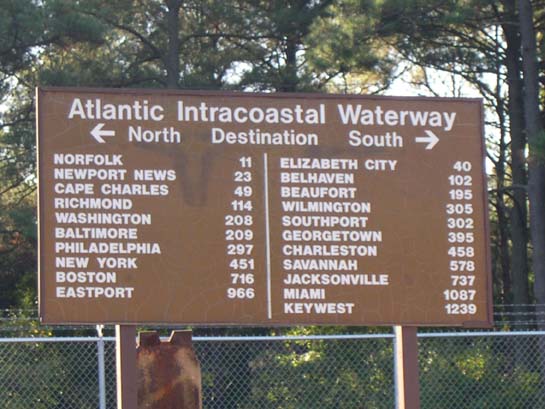 Atlantic Intracoastal Waterway
← North Destination South →
NORFOLK 11
NEWPORT NEWS 23
CAPE CHARLES 49
RICHMOND 114
WASHINGTON 208
BALTIMORE 209
PHILADELPHIA 297
NEW YORK 451
BOSTON 716
EASTPORT 966
ELIZABETH CITY 40
BELHAVEN 102
BEAUFORT 195
WILMINGTON 305
SOUTHPORT 302
GEORGETOWN 395
CHARLESTON 458
SAVANNAH 578
JACKSONVILLE 737
MIAMI 1087
KEYWEST 1239